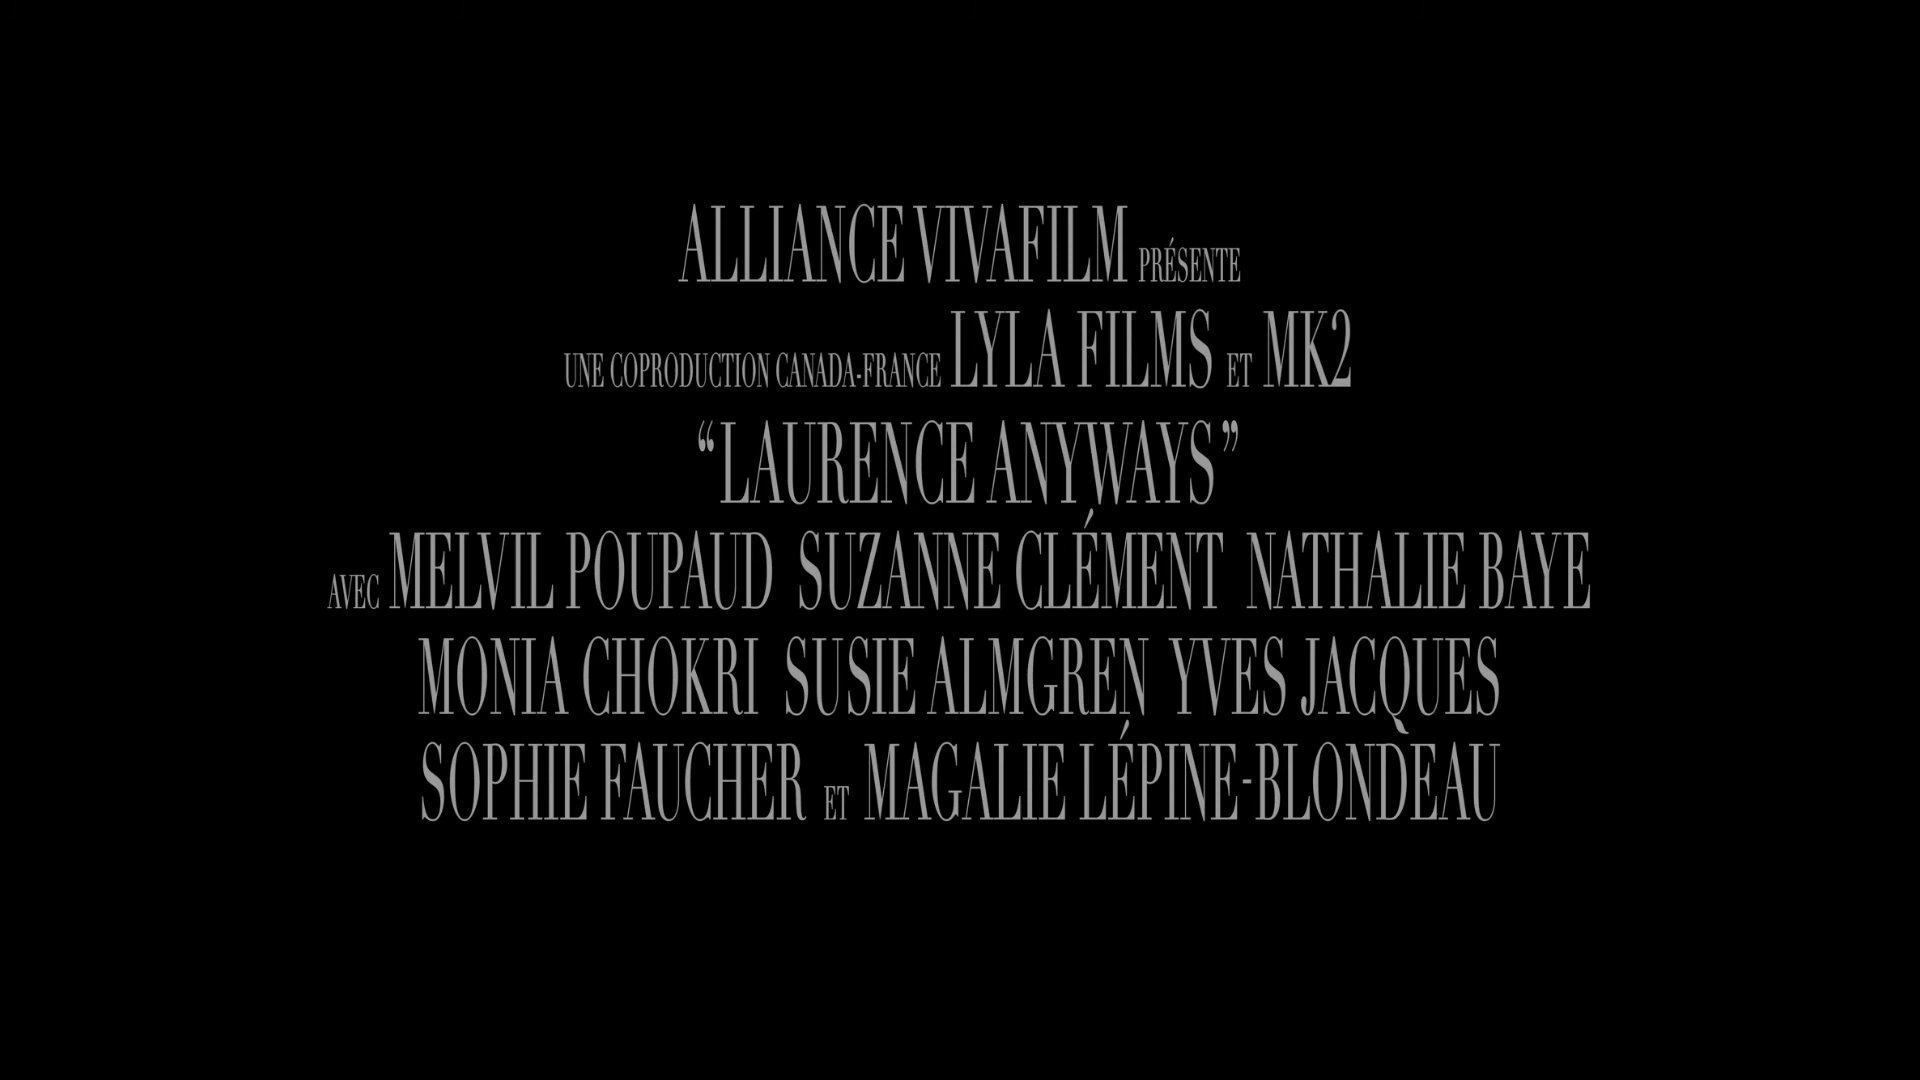 ALLIANCE VIVAFILM PRÉSENTE
UNE COPRODUCTION CANADA-FRANCE LYLA FILMS ET MK2
“LAURENCE ANYWAYS”
AVEC MELVIL POUPAUD SUZANNE CLÉMENT NATHALIE BAYE
MONIA CHOKRI SUSIE ALMGREN YVES JACQUES
SOPHIE FAUCHER ET MAGALIE LÉPINE-BLONDEAU